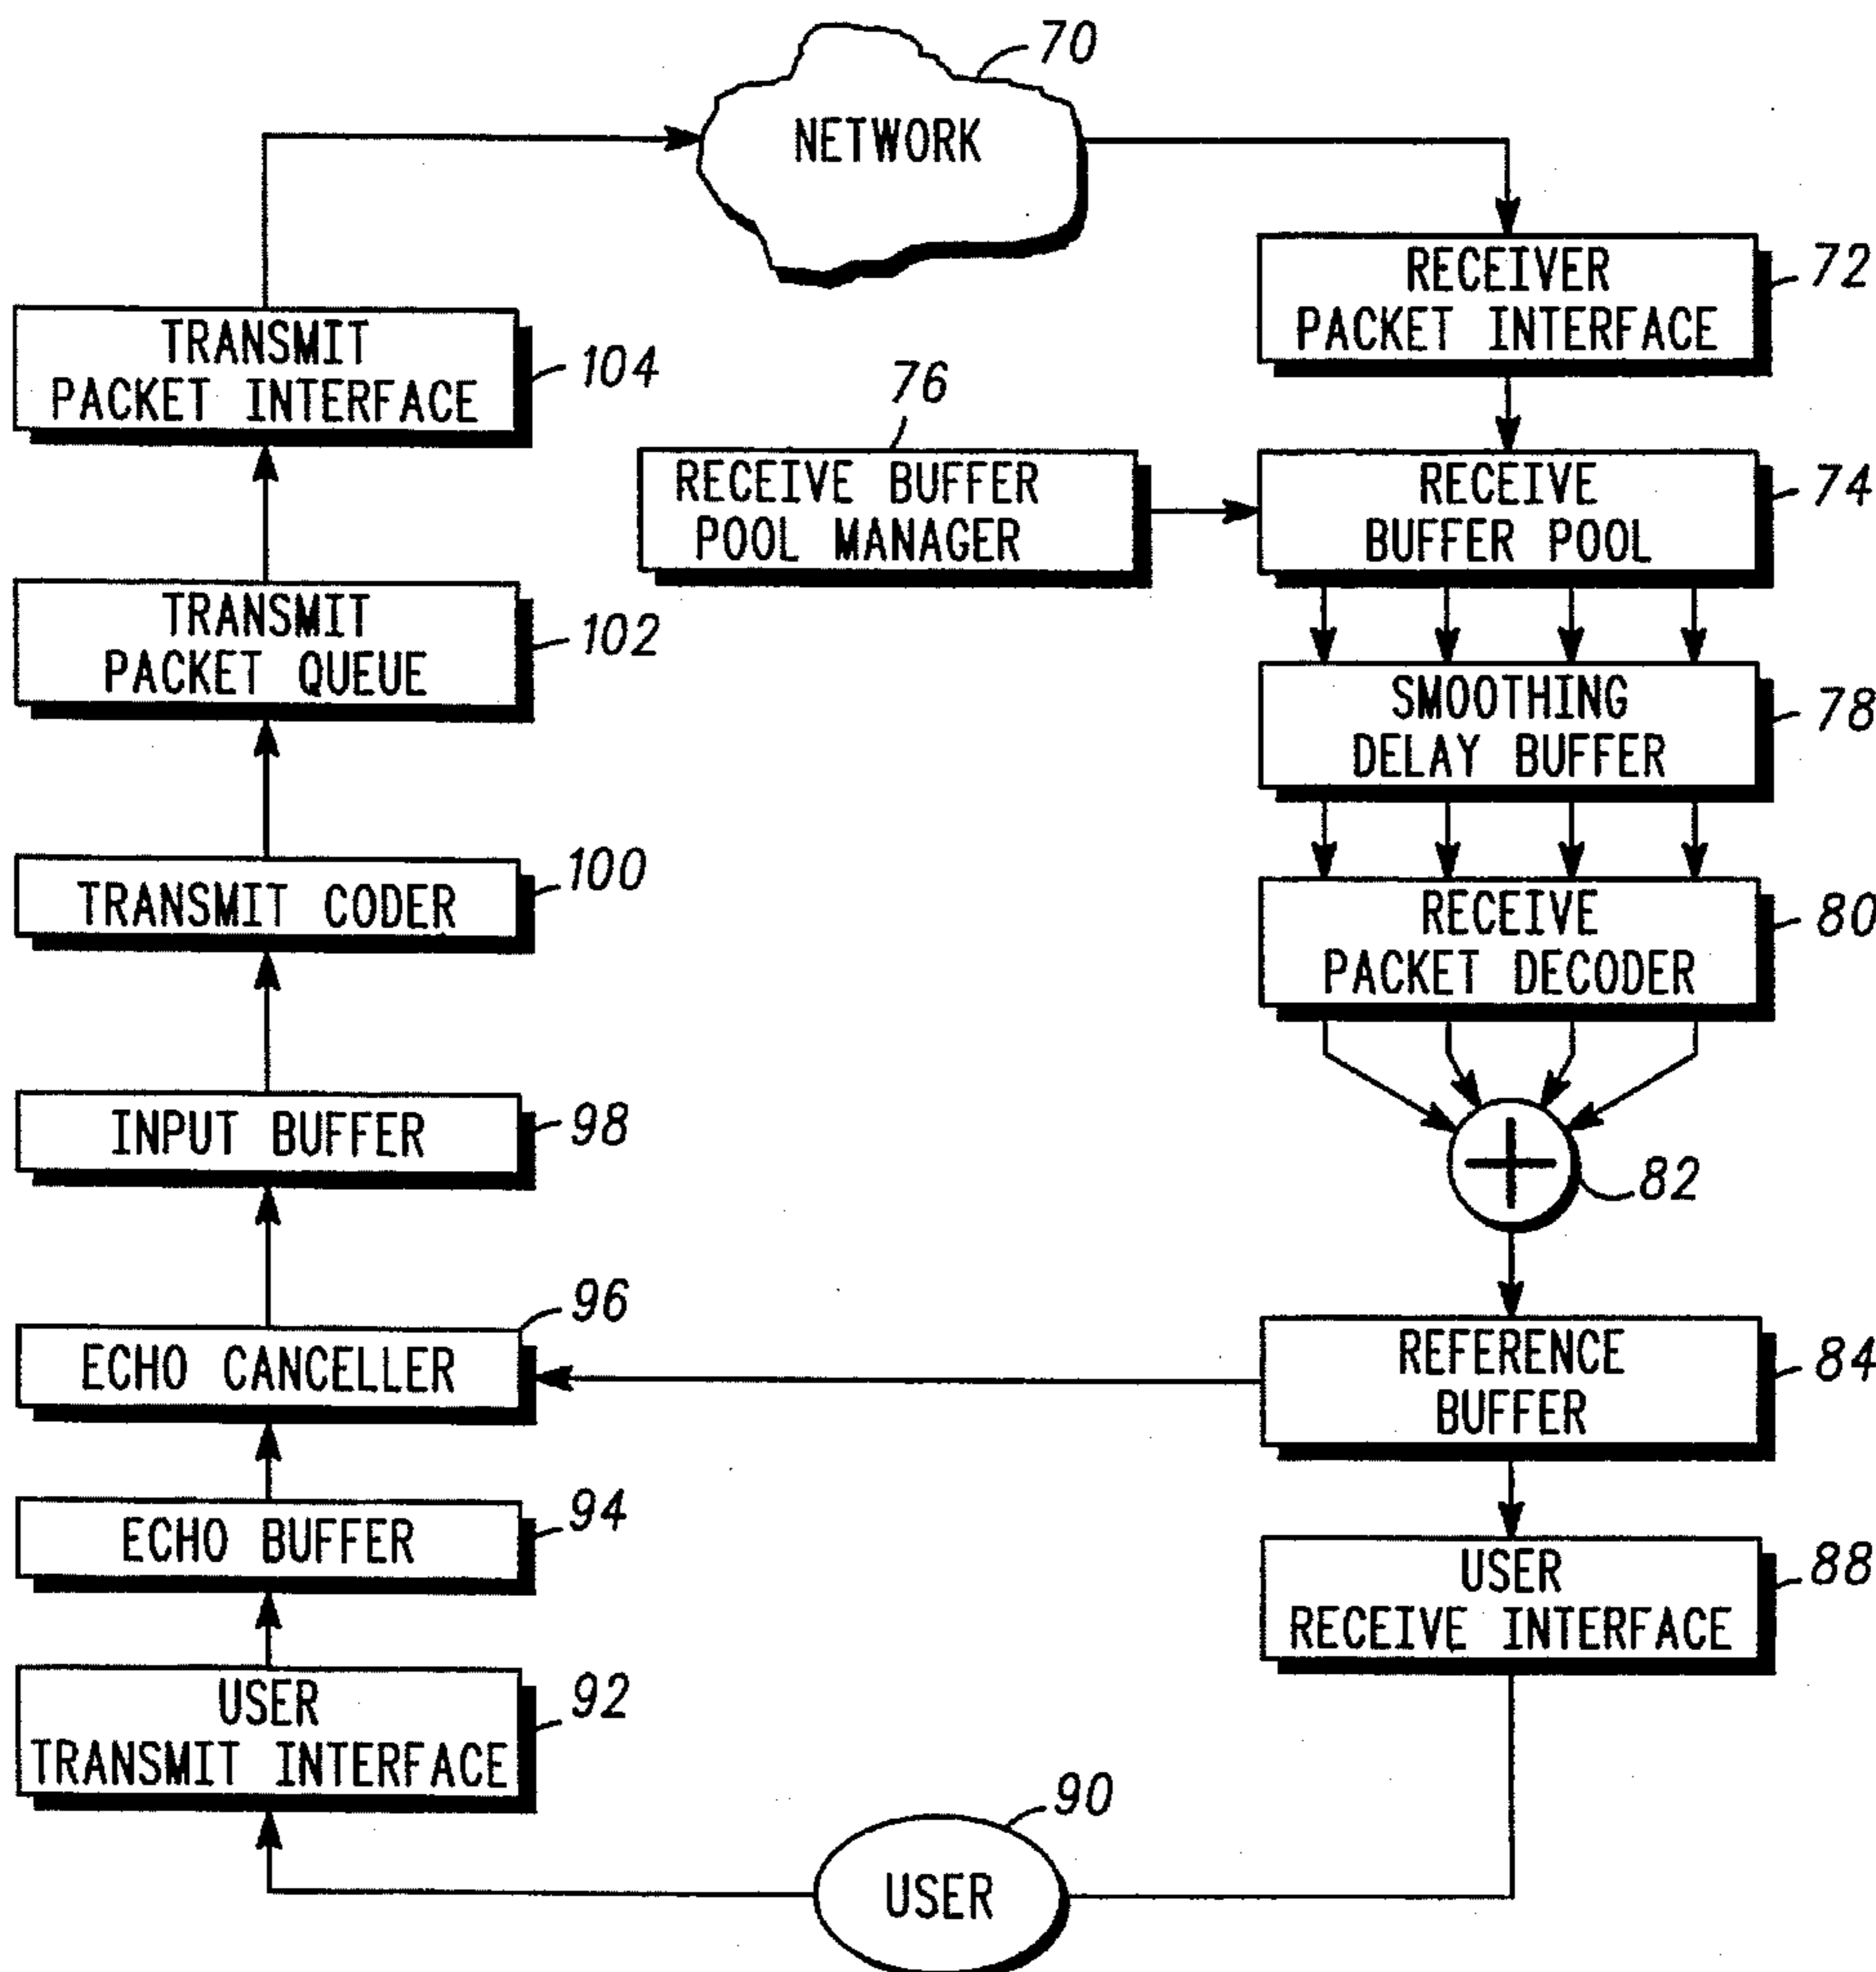 70
NETWORK
RECEIVER
PACKET INTERFACE
72
TRANSMIT
PACKET INTERFACE
104
76
RECEIVE BUFFER
POOL MANAGER
RECEIVE
BUFFER POOL
74
TRANSMIT
PACKET QUEUE
102
SMOOTHING
DELAY BUFFER
78
TRANSMIT CODER
100
RECEIVE
PACKET DECODER
80
INPUT BUFFER
98
82
ECHO CANCELLER
96
REFERENCE
BUFFER
84
ECHO BUFFER
94
USER
RECEIVE INTERFACE
88
USER
TRANSMIT INTERFACE
92
90
USER